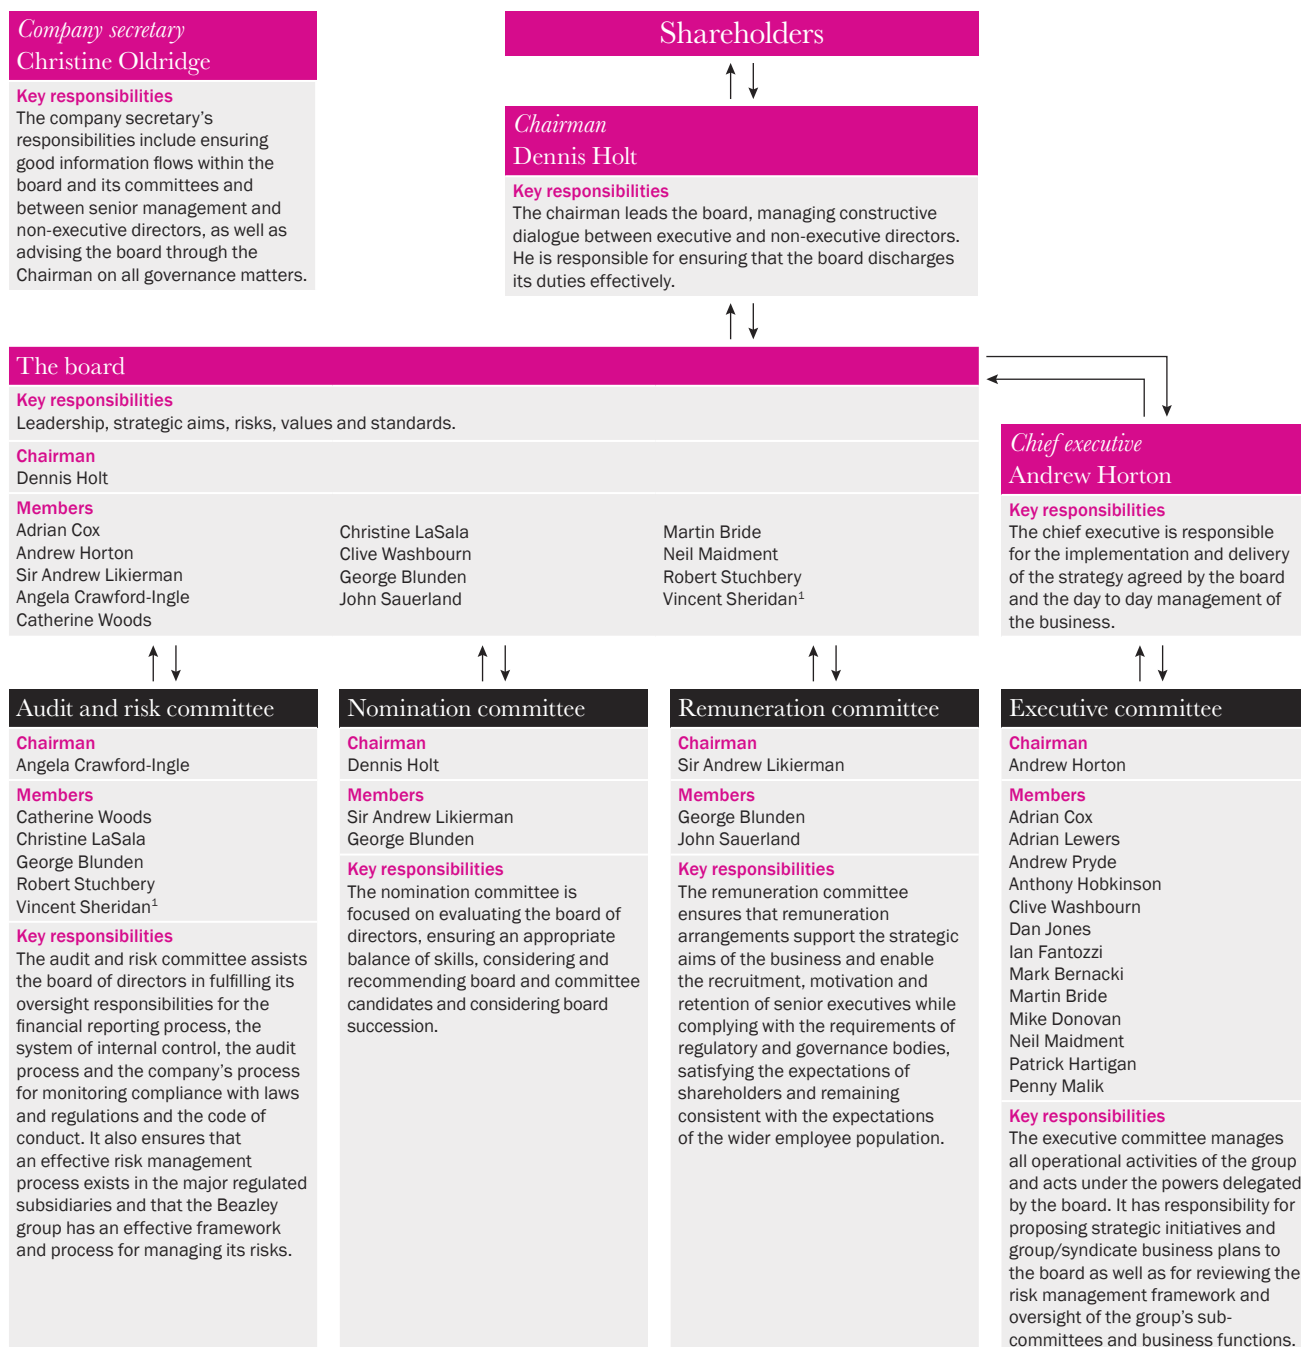 Company secretary
Christine Oldridge
Key responsibilities
The company secretary's
responsibilities include ensuring
good information flows within the
board and its committees and
between senior management and
non-executive directors, as well as
advising the board through the
Chairman on all governance matters.
Shareholders
Chairman
Dennis Holt
Key responsibilities
The chairman leads the board, managing constructive
dialogue between executive and non-executive directors.
He is responsible for ensuring that the board discharges
its duties effectively.
The board
Key responsibilities
Leadership, strategic aims, risks, values and standards.
Chairman
Dennis Holt
Members
Adrian Cox
Andrew Horton
Sir Andrew Likierman
Angela Crawford-Ingle
Catherine Woods
Christine LaSala
Clive Washbourn
George Blunden
John Sauerland
Martin Bride
Neil Maidment
Robert Stuchbery
Vincent Sheridan¹
Chief executive
Andrew Horton
Key responsibilities
The chief executive is responsible
for the implementation and delivery
of the strategy agreed by the board
and the day to day management of
the business.
Audit and risk committee
Chairman
Angela Crawford-Ingle
Members
Catherine Woods
Christine LaSala
George Blunden
Robert Stuchbery
Vincent Sheridan¹
Key responsibilities
The audit and risk committee assists
the board of directors in fulfilling its
oversight responsibilities for the
financial reporting process, the
system of internal control, the audit
process and the company's process
for monitoring compliance with laws
and regulations and the code of
conduct. It also ensures that
an effective risk management
process exists in the major regulated
subsidiaries and that the Beazley
group has an effective framework
and process for managing its risks.
Nomination committee
Chairman
Dennis Holt
Members
Sir Andrew Likierman
George Blunden
Key responsibilities
The nomination committee is
focused on evaluating the board of
directors, ensuring an appropriate
balance of skills, considering and
recommending board and committee
candidates and considering board
succession.
Remuneration committee
Chairman
Sir Andrew Likierman
Members
George Blunden
John Sauerland
Key responsibilities
The remuneration committee
ensures that remuneration
arrangements support the strategic
aims of the business and enable
the recruitment, motivation and
retention of senior executives while
complying with the requirements of
regulatory and governance bodies,
satisfying the expectations of
shareholders and remaining
consistent with the expectations
of the wider employee population.
Executive committee
Chairman
Andrew Horton
Members
Adrian Cox
Adrian Lewers
Andrew Pryde
Anthony Hobkinson
Clive Washbourn
Dan Jones
Ian Fantozzi
Mark Bernacki
Martin Bride
Mike Donovan
Neil Maidment
Patrick Hartigan
Penny Malik
Key responsibilities
The executive committee manages
all operational activities of the group
and acts under the powers delegated
by the board. It has responsibility for
proposing strategic initiatives and
group/syndicate business plans to
the board as well as for reviewing the
risk management framework and
oversight of the group's sub-
committees and business functions.